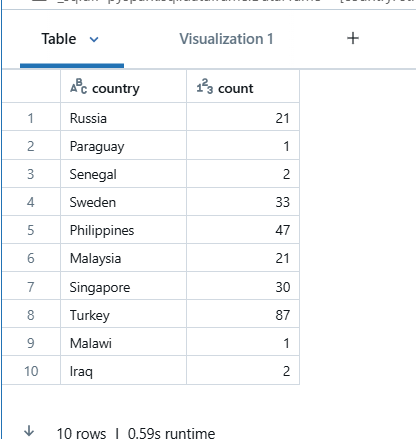 Table Visualization 1 +
ABC country 123 count
1 Russia 21
2 Paraguay 1
3 Senegal 2
4 Sweden 33
5 Philippines 47
6 Malaysia 21
7 Singapore 30
8 Turkey 87
9 Malawi 1
10 Iraq 2
10 rows | 0.59s runtime